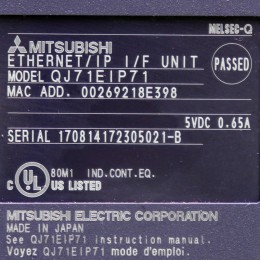 MELSEC-Q
MITSUBISHI
ETHERNET/IP I/F UNIT
PASSED
MODEL QJ71EIP71
MAC ADD. 00269218E398
5VDC 0.65A
SERIAL 170814172305021-B
C UL US LISTED
80M1 IND.CONT.EQ.
MITSUBISHI ELECTRIC CORPORATION
MADE IN JAPAN
See QJ71EIP71 instruction manual.
Voyez QJ71EIP71 mode d'emploi.